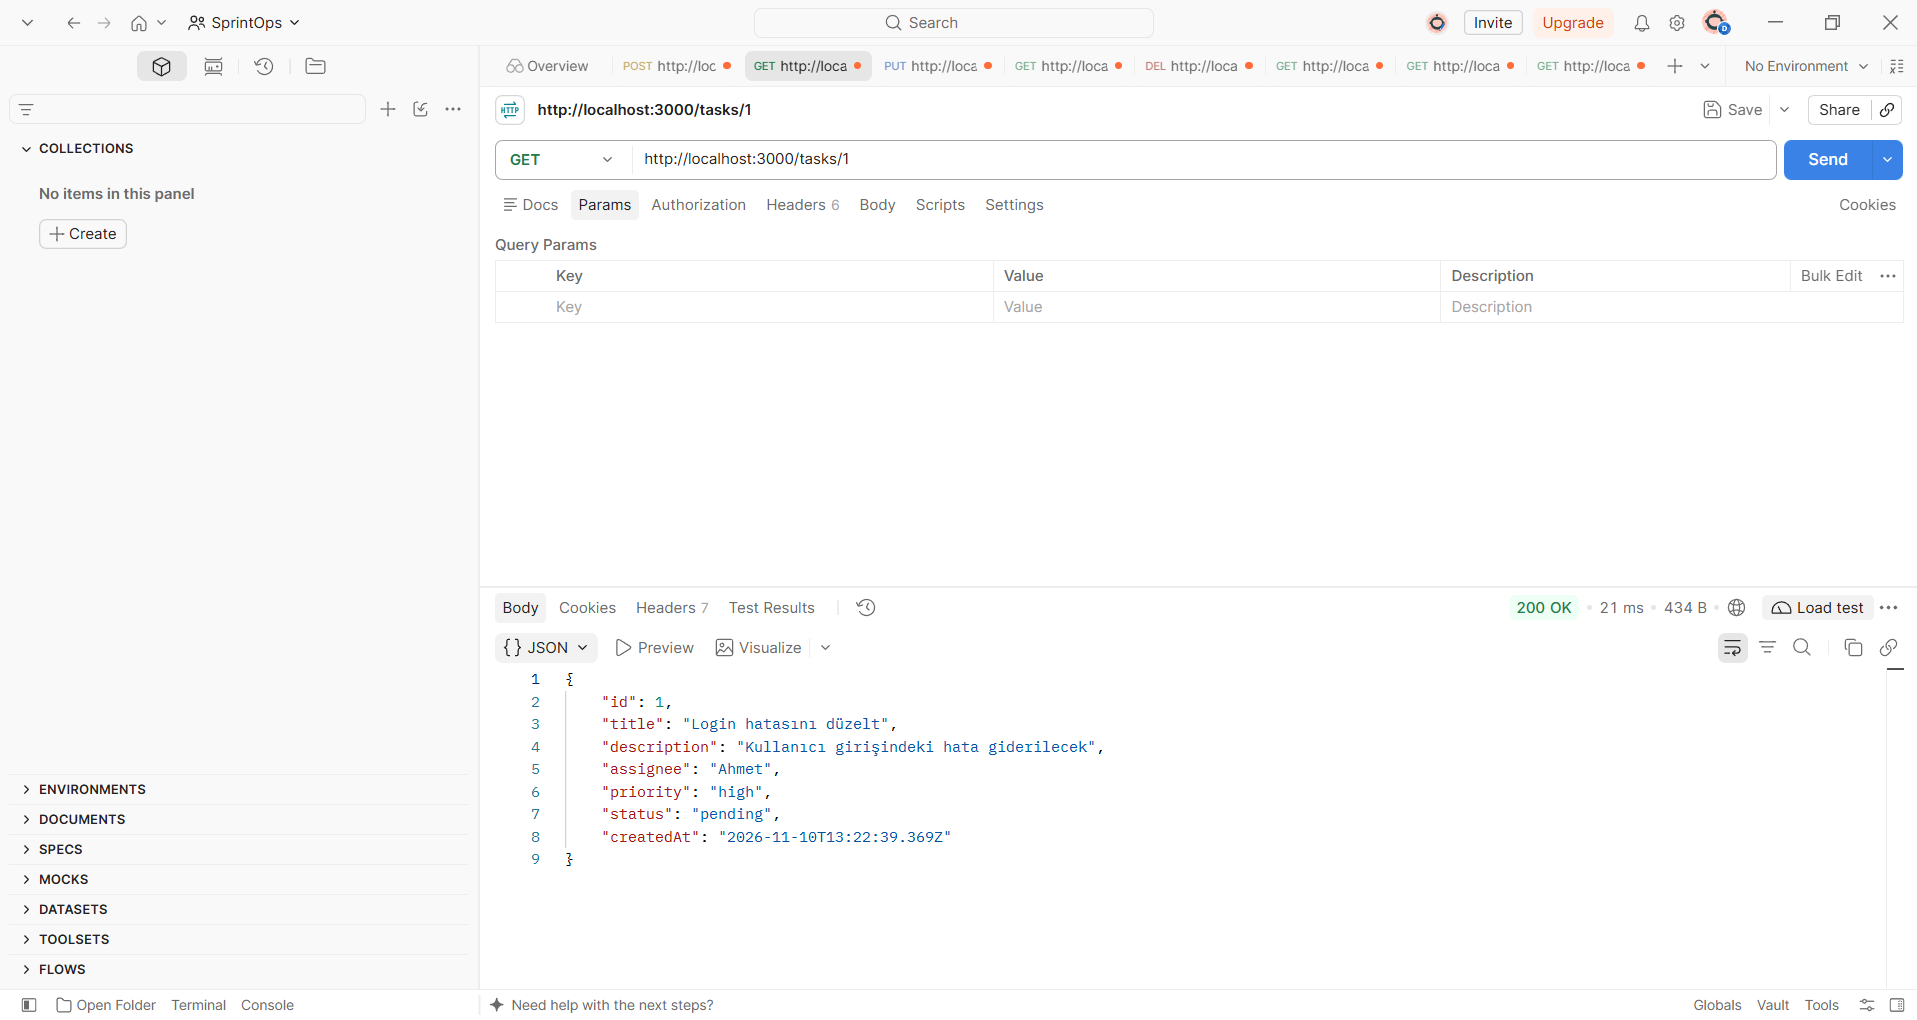 SprintOps
Search
Invite
Upgrade
Overview
POST http://loc
GET http://loca
PUT http://loca
GET http://loca
DEL http://loca
GET http://loca
GET http://loca
GET http://loca
No Environment
COLLECTIONS
No items in this panel
Create
HTTP
http://localhost:3000/tasks/1
Save
Share
GET
http://localhost:3000/tasks/1
Send
Docs
Params
Authorization
Headers 6
Body
Scripts
Settings
Cookies
Query Params
Key
Value
Description
Bulk Edit
Key
Value
Description
Body
Cookies
Headers 7
Test Results
200 OK
21 ms
434 B
Load test
{} JSON
Preview
Visualize
1 {
2 "id": 1,
3 "title": "Login hatasını düzelt",
4 "description": "Kullanıcı girişindeki hata giderilecek",
5 "assignee": "Ahmet",
6 "priority": "high",
7 "status": "pending",
8 "createdAt": "2026-11-10T13:22:39.369Z"
9 }
ENVIRONMENTS
DOCUMENTS
SPECS
MOCKS
DATASETS
TOOLSETS
FLOWS
Open Folder
Terminal
Console
Need help with the next steps?
Globals
Vault
Tools